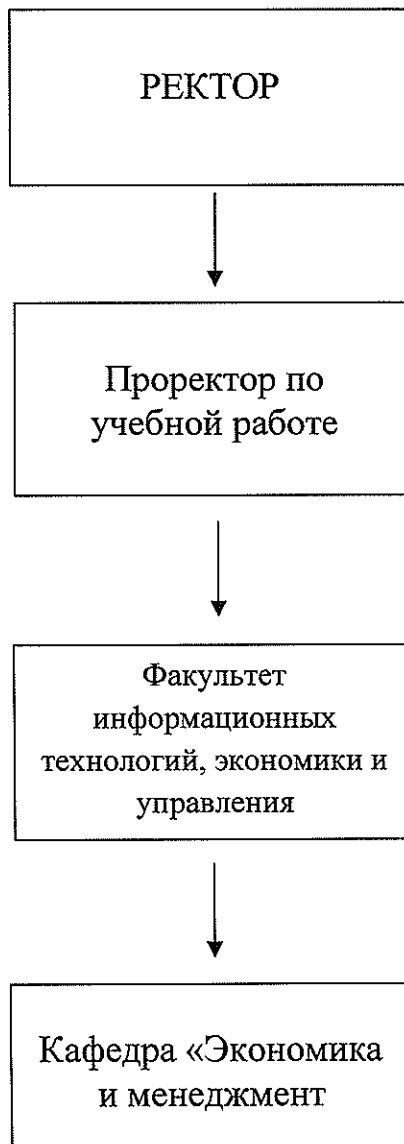 РЕКТОР
Проректор по
учебной работе
Факультет
информационных
технологий, экономики и
управления
Кафедра «Экономика
и менеджмент